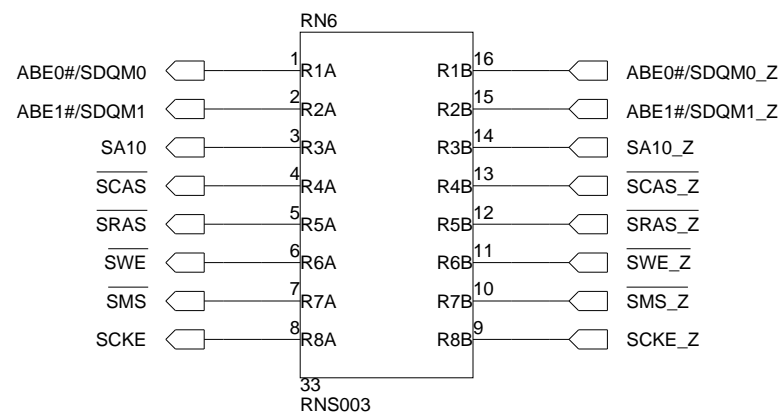 RN6
ABE0#/SDQM0 1 R1A R1B 16 ABE0#/SDQM0_Z
ABE1#/SDQM1 2 R2A R2B 15 ABE1#/SDQM1_Z
SA10 3 R3A R3B 14 SA10_Z
SCAS 4 R4A R4B 13 SCAS_Z
SRAS 5 R5A R5B 12 SRAS_Z
SWE 6 R6A R6B 11 SWE_Z
SMS 7 R7A R7B 10 SMS_Z
SCKE 8 R8A R8B 9 SCKE_Z
33
RNS003